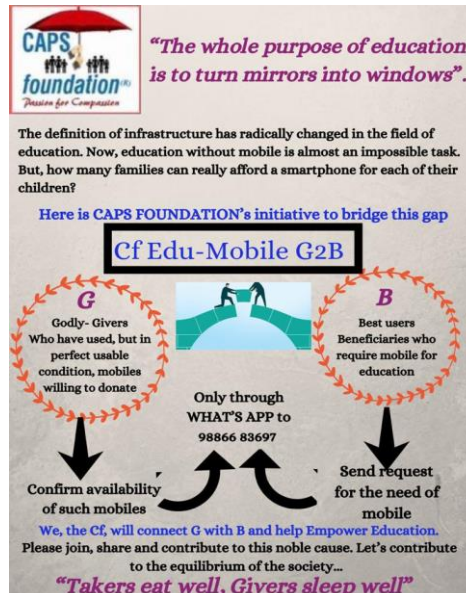 CAPS
foundation(R)
Passion for Compassion
"The whole purpose of education
is to turn mirrors into windows".
The definition of infrastructure has radically changed in the field of
education. Now, education without mobile is almost an impossible task.
But, how many families can really afford a smartphone for each of their
children?
Here is CAPS FOUNDATION's initiative to bridge this gap
Cf Edu-Mobile G2B
G
Godly- Givers
Who have used, but in
perfect usable
condition, mobiles
willing to donate
B
Best users
Beneficiaries who
require mobile for
education
Only through
WHAT'S APP to
98866 83697
Confirm availability
of such mobiles
Send request
for the need of
mobile
We, the Cf, will connect G with B and help Empower Education.
Please join, share and contribute to this noble cause. Let's contribute
to the equilibrium of the society...
"Takers eat well, Givers sleep well"